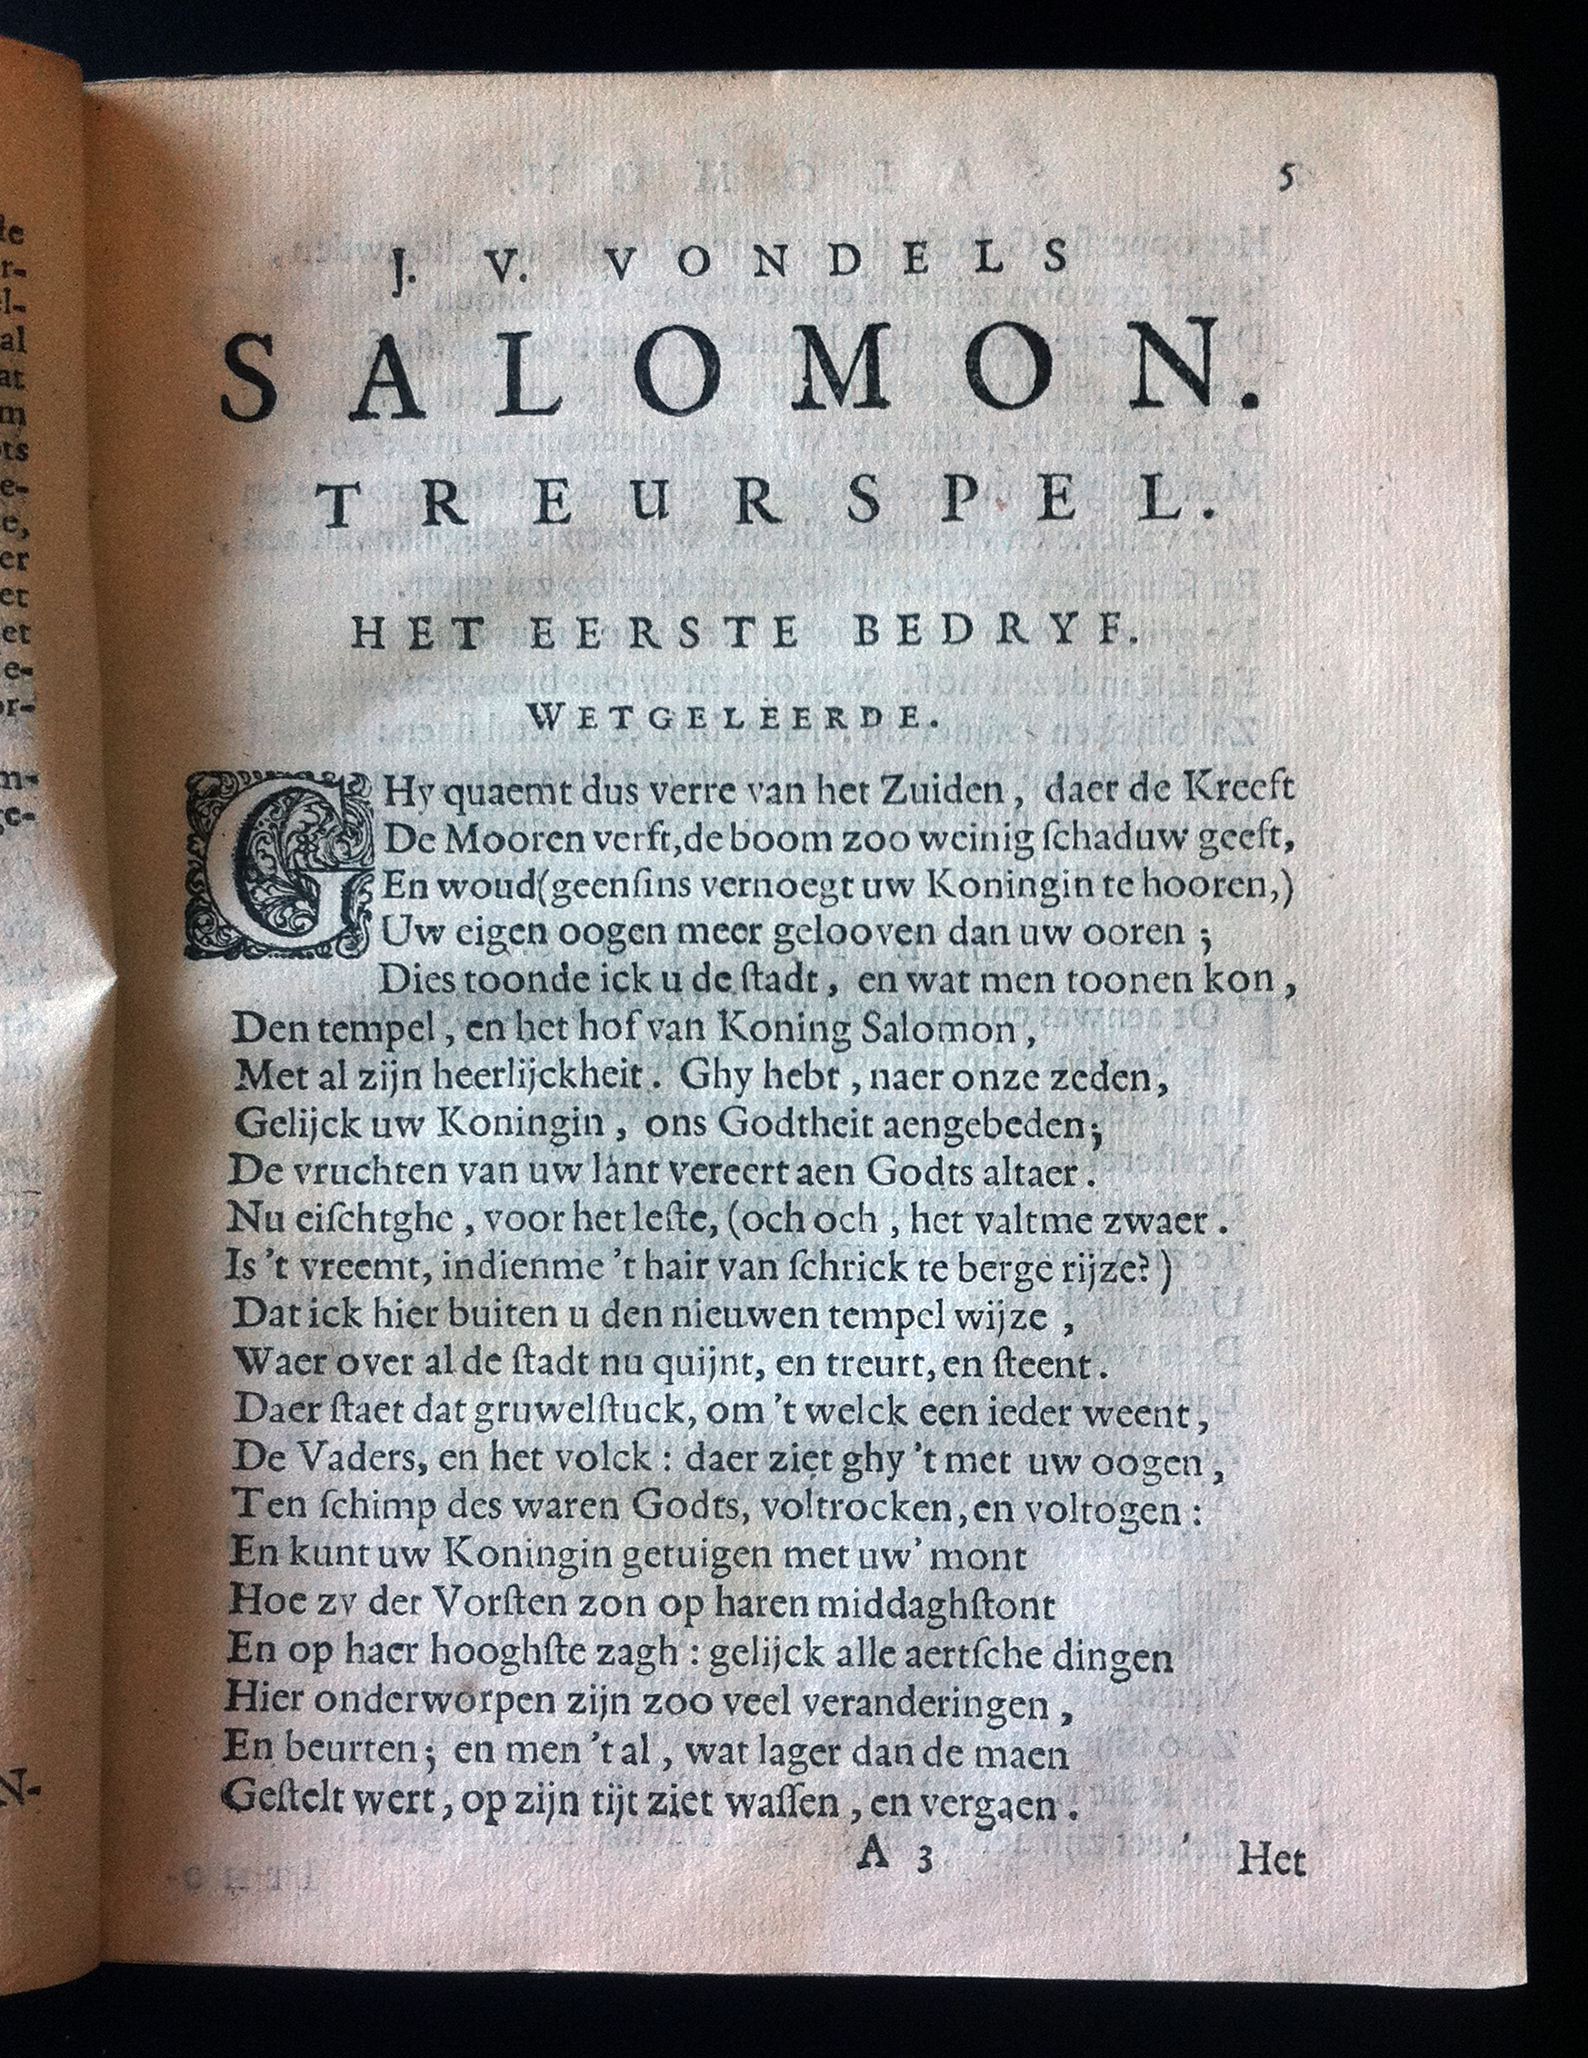 5
J. V. VONDELS
SALOMON.
TREURSPEL.
HET EERSTE BEDRYF.
WETGELEERDE.
GHy quaemt dus verre van het Zuiden, daer de Kreeft
De Mooren verft, de boom zoo weinig ſchaduw geeft,
En woud (geenſins vernoegt uw Koningin te hooren,)
Uw eigen oogen meer gelooven dan uw ooren ;
Dies toonde ick u de ſtadt, en wat men toonen kon,
Den tempel, en het hof van Koning Salomon,
Met al zijn heerlijckheit. Ghy hebt, naer onze zeden,
Gelijck uw Koningin, ons Godtheit aengebeden;
De vruchten van uw lant vereert aen Godts altaer.
Nu eiſchtghe, voor het leſte, (och och, het valtme zwaer.
Is 't vreemt, indienme 't hair van ſchrick te berge rijze?)
Dat ick hier buiten u den nieuwen tempel wijze,
Waer over al de ſtadt nu quijnt, en treurt, en ſteent.
Daer ſtaet dat gruwelſtuck, om 't welck een ieder weent,
De Vaders, en het volck : daer ziet ghy 't met uw oogen,
Ten ſchimp des waren Godts, voltrocken, en voltogen :
En kunt uw Koningin getuigen met uw' mont
Hoe zy der Vorſten zon op haren middaghſtont
En op haer hooghſte zagh : gelijck alle aertſche dingen
Hier onderworpen zijn zoo veel veranderingen,
En beurten; en men 't al, wat lager dan de maen
Geſtelt wert, op zijn tijt ziet waſſen, en vergaen.
A 3 Het